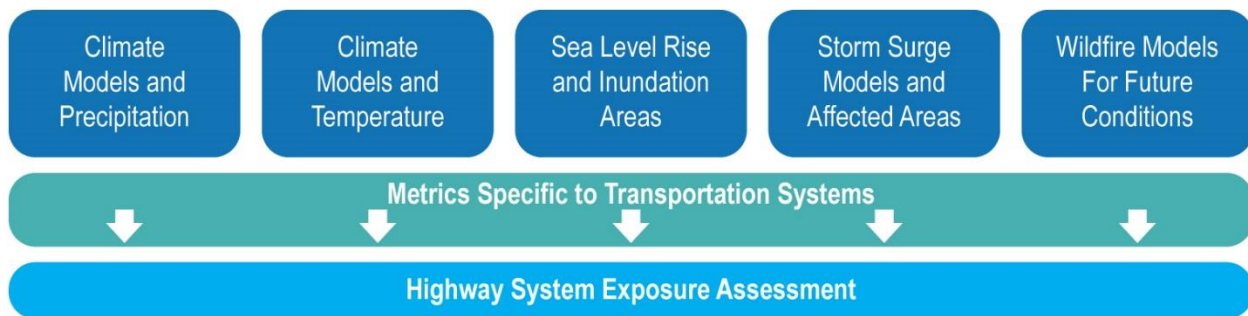 Climate
Models and
Precipitation
Climate
Models and
Temperature
Sea Level Rise
and Inundation
Areas
Storm Surge
Models and
Affected Areas
Wildfire Models
For Future
Conditions
Metrics Specific to Transportation Systems
Highway System Exposure Assessment